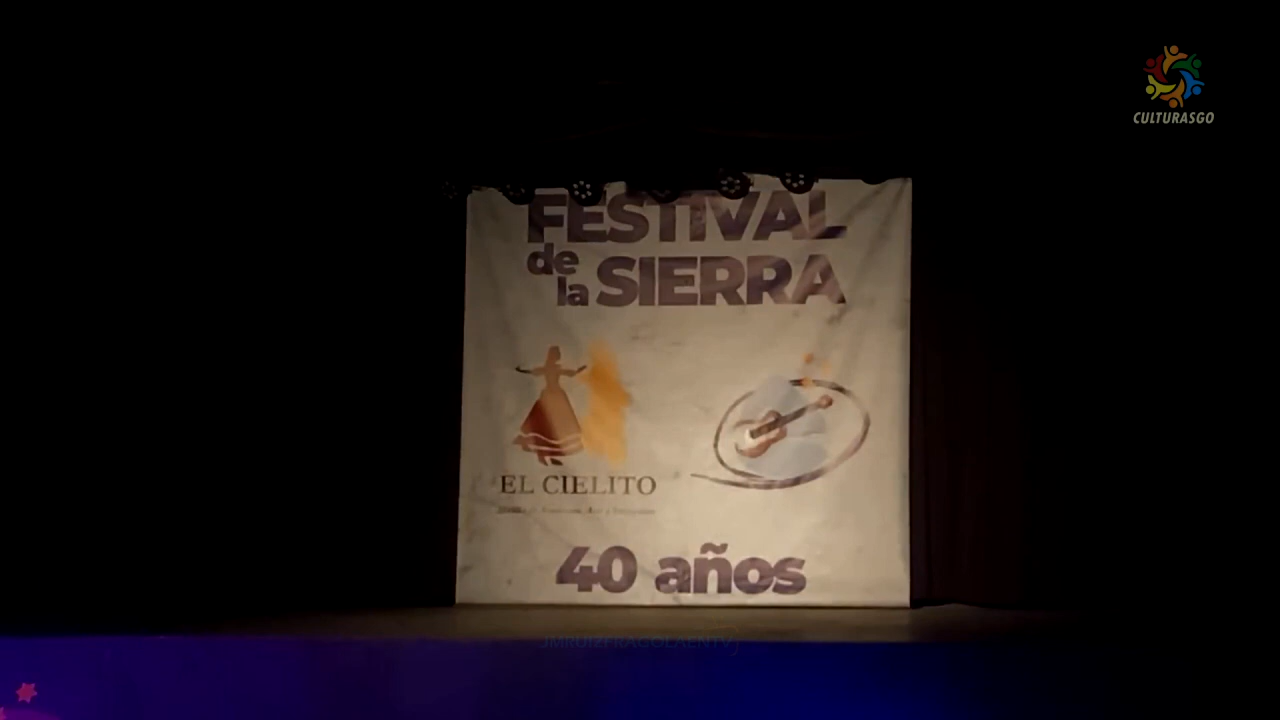 CULTURASGO
FESTIVAL
de
la SIERRA
EL CIELITO
40 años